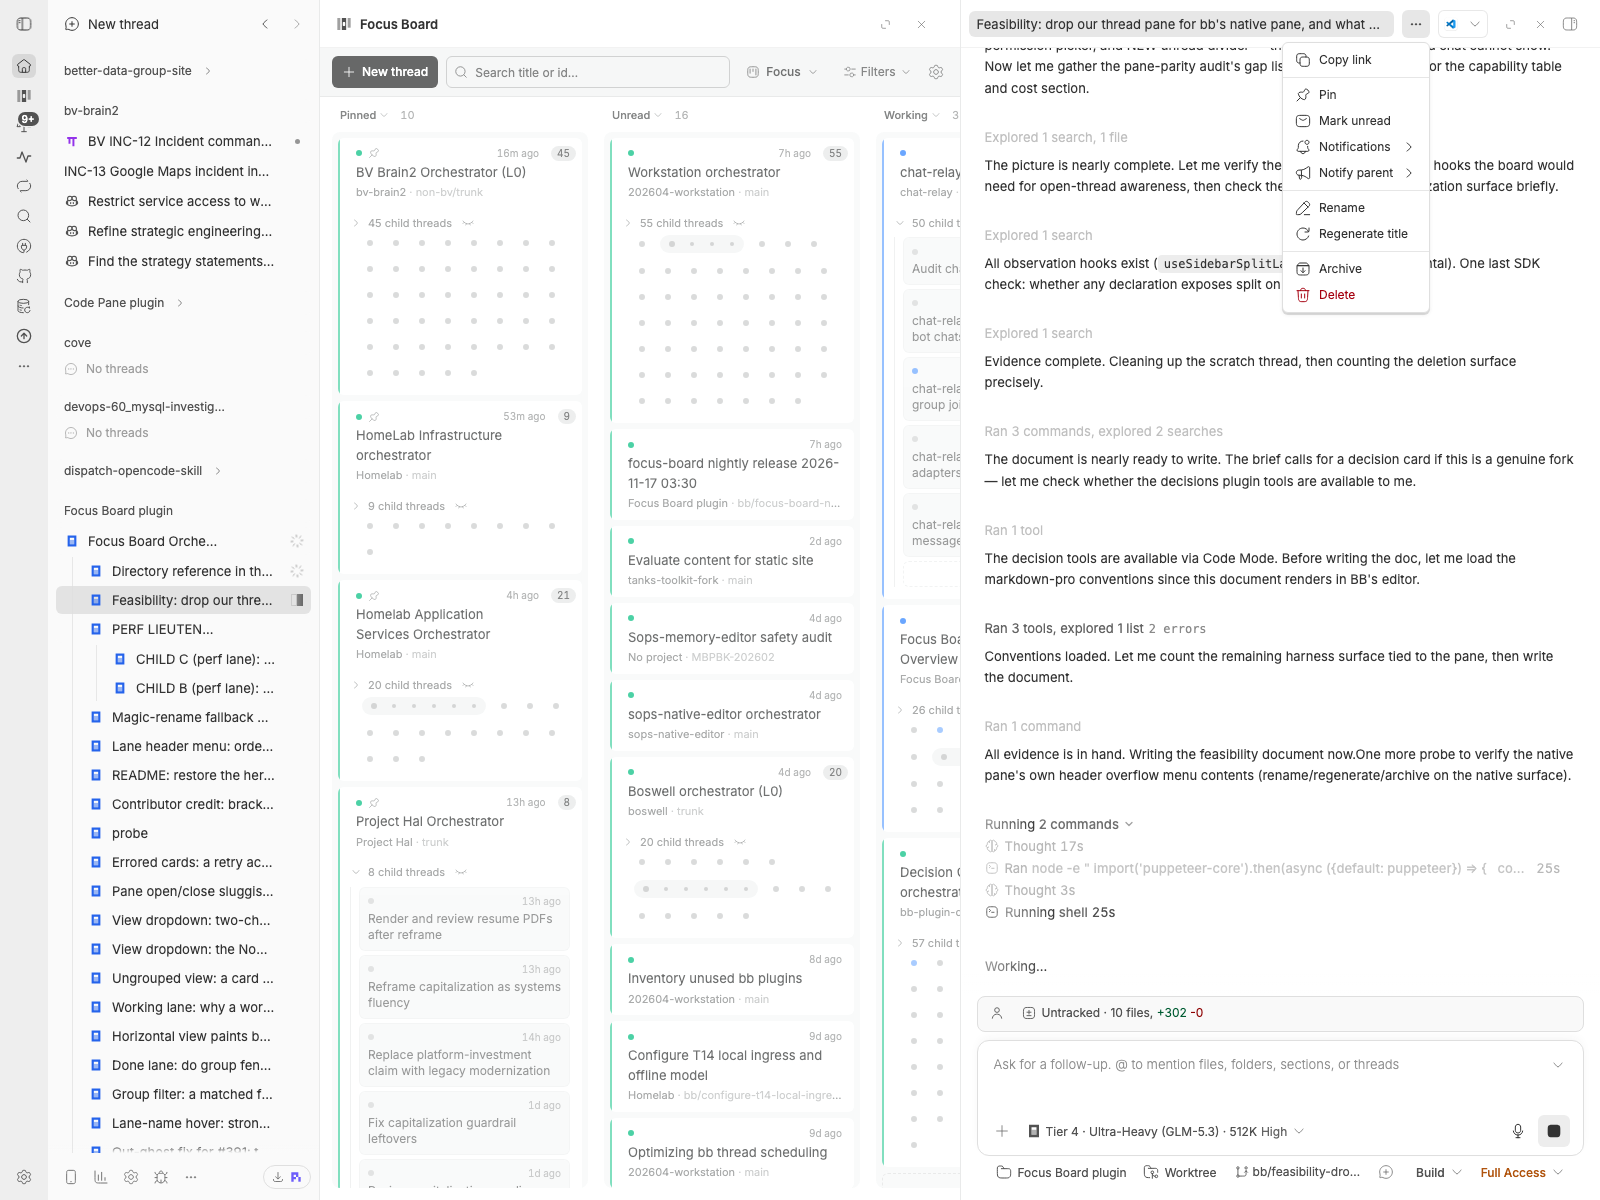 New thread
better-data-group-site
bv-brain2
9+
BV INC-12 Incident comman...
INC-13 Google Maps Incident in...
Restrict service access to w...
Refine strategic engineering...
Find the strategy statements...
Code Pane plugin
cove
No threads
devops-60_mysql-investig...
No threads
dispatch-opencode-skill
Focus Board plugin
Focus Board Orche...
Directory reference in th...
Feasibility: drop our thre...
PERF LIEUTEN...
CHILD C (perf lane): ...
CHILD B (perf lane): ...
Magic-rename fallback ...
Lane header menu: orde...
README: restore the her...
Contributor credit: brack...
probe
Errored cards: a retry ac...
Pane open/close sluggis...
View dropdown: two-ch...
View dropdown: the No...
Ungrouped view: a card ...
Working lane: why a wor...
Horizontal view paints b...
Done lane: do group fen...
Group filter: a matched f...
Lane-name hover: stron...
Focus Board
New thread
Search title or id...
Focus
Filters
Pinned 10
16m ago 45
BV Brain2 Orchestrator (L0)
bv-brain2 · non-bv/trunk
45 child threads
53m ago 9
HomeLab Infrastructure
orchestrator
Homelab · main
9 child threads
4h ago 21
Homelab Application
Services Orchestrator
Homelab · main
20 child threads
13h ago 8
Project Hal Orchestrator
Project Hal · trunk
8 child threads
13h ago
Render and review resume PDFs
after reframe
13h ago
Reframe capitalization as systems
fluency
14h ago
Replace platform-investment
claim with legacy modernization
1d ago
Fix capitalization guardrail
leftovers
1d ago
Unread 16
7h ago 55
Workstation orchestrator
202604-workstation · main
55 child threads
7h ago
focus-board nightly release 2026-
11-17 03:30
Focus Board plugin · bb/focus-board-n...
2d ago
Evaluate content for static site
tanks-toolkit-fork · main
4d ago
Sops-memory-editor safety audit
No project · MBPBK-202602
4d ago
sops-native-editor orchestrator
sops-native-editor · main
4d ago 20
Boswell orchestrator (L0)
boswell · trunk
20 child threads
8d ago
Inventory unused bb plugins
202604-workstation · main
9d ago
Configure T14 local ingress and
offline model
Homelab · bb/configure-t14-local-ingre...
9d ago
Optimizing bb thread scheduling
202604-workstation · main
Working 3
chat-relay
chat-relay ·
50 child t
Audit ch
chat-rela
bot chats
chat-rela
group joi
chat-rela
adapters
chat-rela
message
Focus Boa
Overview
Focus Board
26 child t
Decision C
orchestrat
bb-plugin-d
57 child t
Feasibility: drop our thread pane for bb's native pane, and what ...
Copy link
Pin
Mark unread
Notifications
Notify parent
Rename
Regenerate title
Archive
Delete
Now let me gather the pane-parity audit's gap lis
or the capability table
and cost section.
Explored 1 search, 1 file
The picture is nearly complete. Let me verify the
hooks the board would
need for open-thread awareness, then check the
ization surface briefly.
Explored 1 search
All observation hooks exist ( useSidebarSplitLa
ntal). One last SDK
check: whether any declaration exposes split on
Explored 1 search
Evidence complete. Cleaning up the scratch thread, then counting the deletion surface
precisely.
Ran 3 commands, explored 2 searches
The document is nearly ready to write. The brief calls for a decision card if this is a genuine fork
— let me check whether the decisions plugin tools are available to me.
Ran 1 tool
The decision tools are available via Code Mode. Before writing the doc, let me load the
markdown-pro conventions since this document renders in BB's editor.
Ran 3 tools, explored 1 list 2 errors
Conventions loaded. Let me count the remaining harness surface tied to the pane, then write
the document.
Ran 1 command
All evidence is in hand. Writing the feasibility document now.One more probe to verify the native
pane's own header overflow menu contents (rename/regenerate/archive on the native surface).
Running 2 commands
Thought 17s
Ran node -e " import('puppeteer-core').then(async ({default: puppeteer}) => { co... 25s
Thought 3s
Running shell 25s
Working...
Untracked · 10 files, +302 -0
Ask for a follow-up. @ to mention files, folders, sections, or threads
Tier 4 · Ultra-Heavy (GLM-5.3) · 512K High
Focus Board plugin
Worktree
bb/feasibility-dro...
Build
Full Access